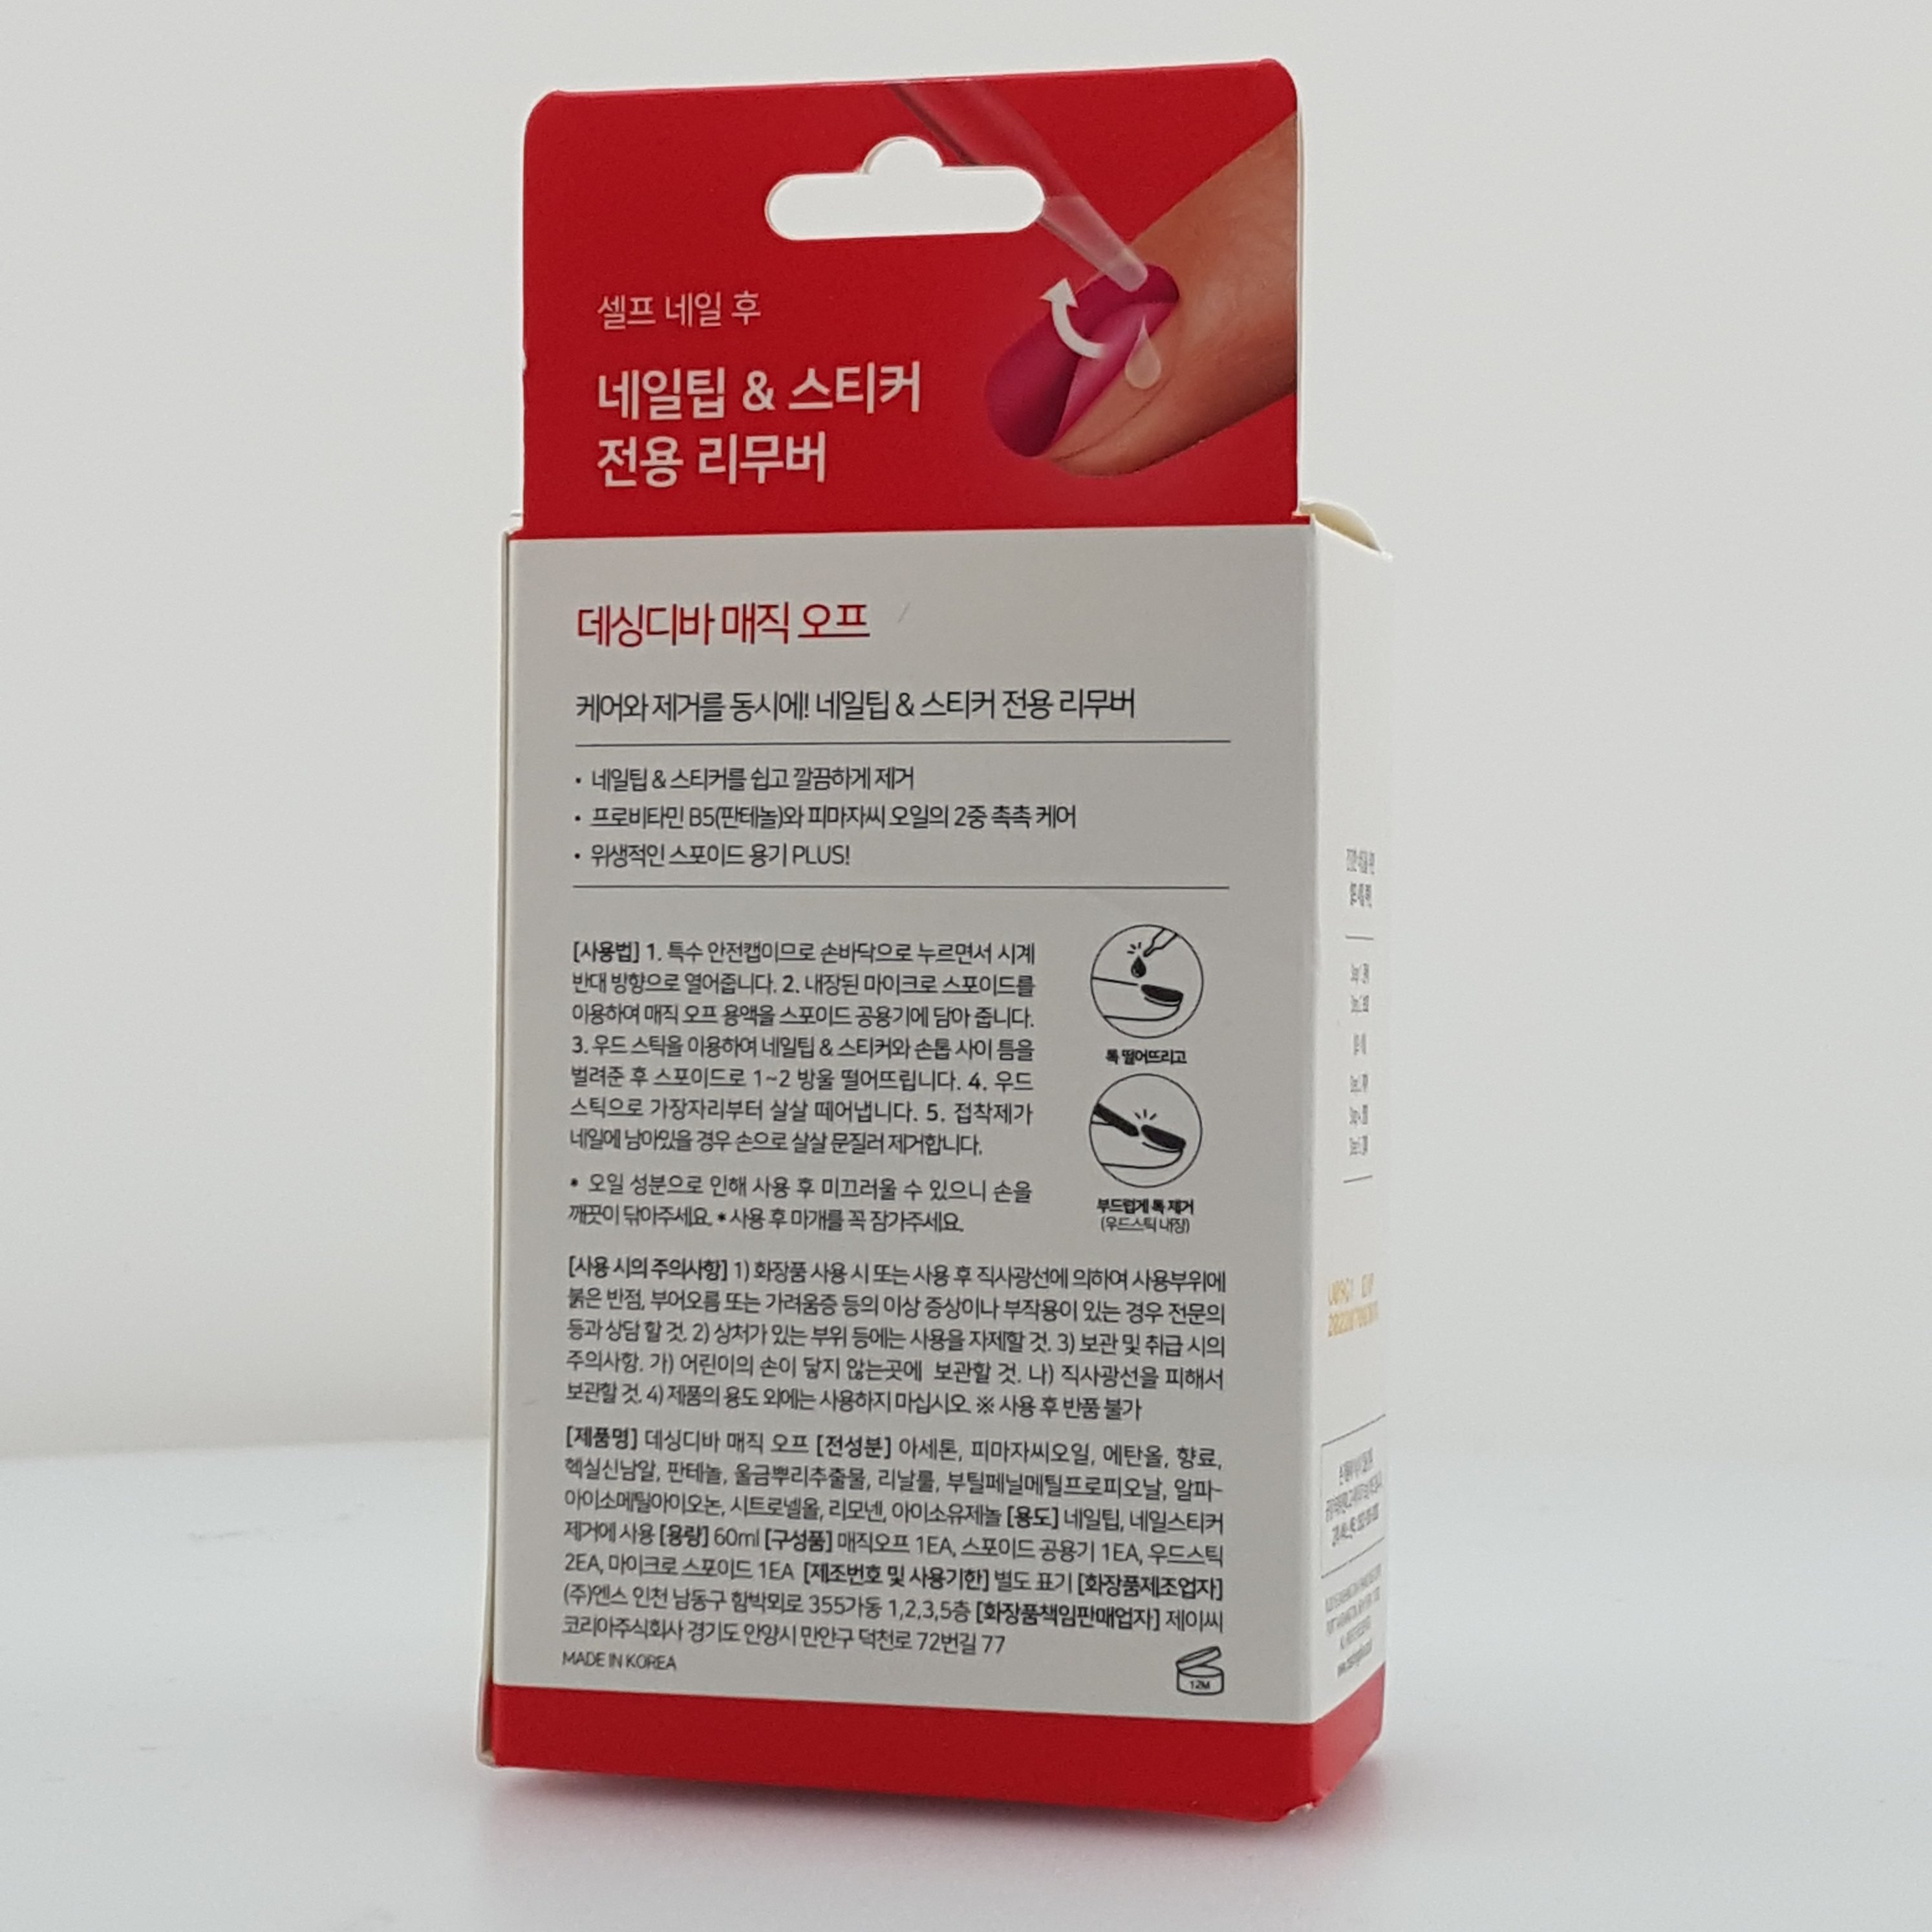 셀프 네일 후
네일팁 & 스티커
전용 리무버
데싱디바 매직 오프
케어와 제거를 동시에! 네일팁 & 스티커 전용 리무버
• 네일팁 & 스티커를 쉽고 깔끔하게 제거
• 프로비타민 B5(판테놀)와 피마자씨 오일의 2중 촉촉 케어
• 위생적인 스포이드 용기 PLUS!
[사용법] 1. 특수 안전캡이므로 손바닥으로 누르면서 시계
반대 방향으로 열어줍니다. 2. 내장된 마이크로 스포이드를
이용하여 매직 오프 용액을 스포이드 공용기에 담아 줍니다.
3. 우드 스틱을 이용하여 네일팁 & 스티커와 손톱 사이 틈을
벌려준 후 스포이드로 1~2 방울 떨어뜨립니다. 4. 우드
스틱으로 가장자리부터 살살 떼어냅니다. 5. 접착제가
네일에 남아있을 경우 손으로 살살 문질러 제거합니다.
* 오일 성분으로 인해 사용 후 미끄러울 수 있으니 손을
깨끗이 닦아주세요. * 사용 후 마개를 꼭 잠가주세요.
톡 떨어뜨리고
부드럽게 톡 제거
(우드스틱 내장)
[사용 시의 주의사항] 1) 화장품 사용 시 또는 사용 후 직사광선에 의하여 사용부위에
붉은 반점, 부어오름 또는 가려움증 등의 이상 증상이나 부작용이 있는 경우 전문의
등과 상담 할 것. 2) 상처가 있는 부위 등에는 사용을 자제할 것. 3) 보관 및 취급 시의
주의사항. 가) 어린이의 손이 닿지 않는곳에 보관할 것. 나) 직사광선을 피해서
보관할 것. 4) 제품의 용도 외에는 사용하지 마십시오. ※ 사용 후 반품 불가
[제품명] 데싱디바 매직 오프 [전성분] 아세톤, 피마자씨오일, 에탄올, 향료,
헥실신남알, 판테놀, 울금뿌리추출물, 리날룰, 부틸페닐메틸프로피오날, 알파-
아이소메틸아이오논, 시트로넬올, 리모넨, 아이소유제놀 [용도] 네일팁, 네일스티커
제거에 사용 [용량] 60ml [구성품] 매직오프 1EA, 스포이드 공용기 1EA, 우드스틱
2EA, 마이크로 스포이드 1EA [제조번호 및 사용기한] 별도 표기 [화장품제조업자]
(주)엔스 인천 남동구 함박뫼로 355가동 1,2,3,5층 [화장품책임판매업자] 제이씨
코리아주식회사 경기도 안양시 만안구 덕천로 72번길 77
MADE IN KOREA
12M